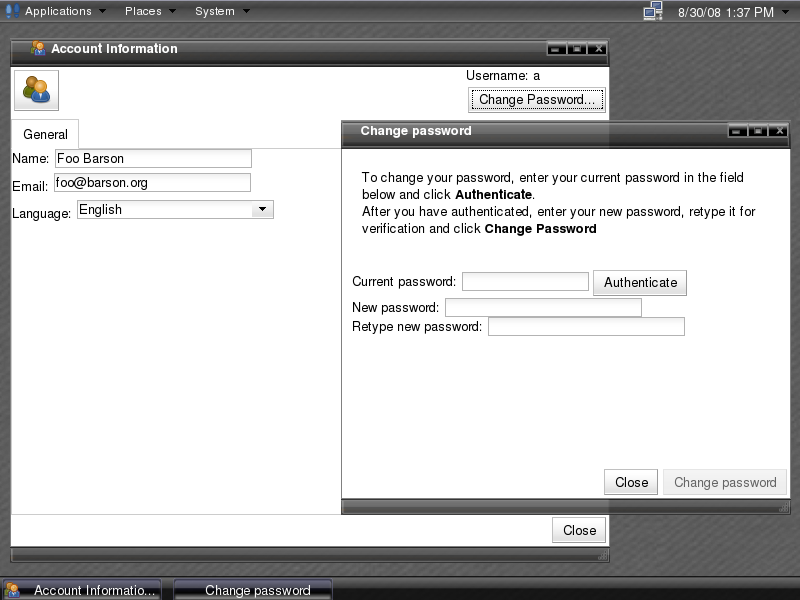 Applications Places System 8/30/08 1:37 PM
Account Information
Username: a
Change Password...
General
Name: Foo Barson
Email: foo@barson.org
Language: English
Change password
To change your password, enter your current password in the field
below and click Authenticate.
After you have authenticated, enter your new password, retype it for
verification and click Change Password
Current password: Authenticate
New password:
Retype new password:
Close Change password
Close
Account Informatio... Change password